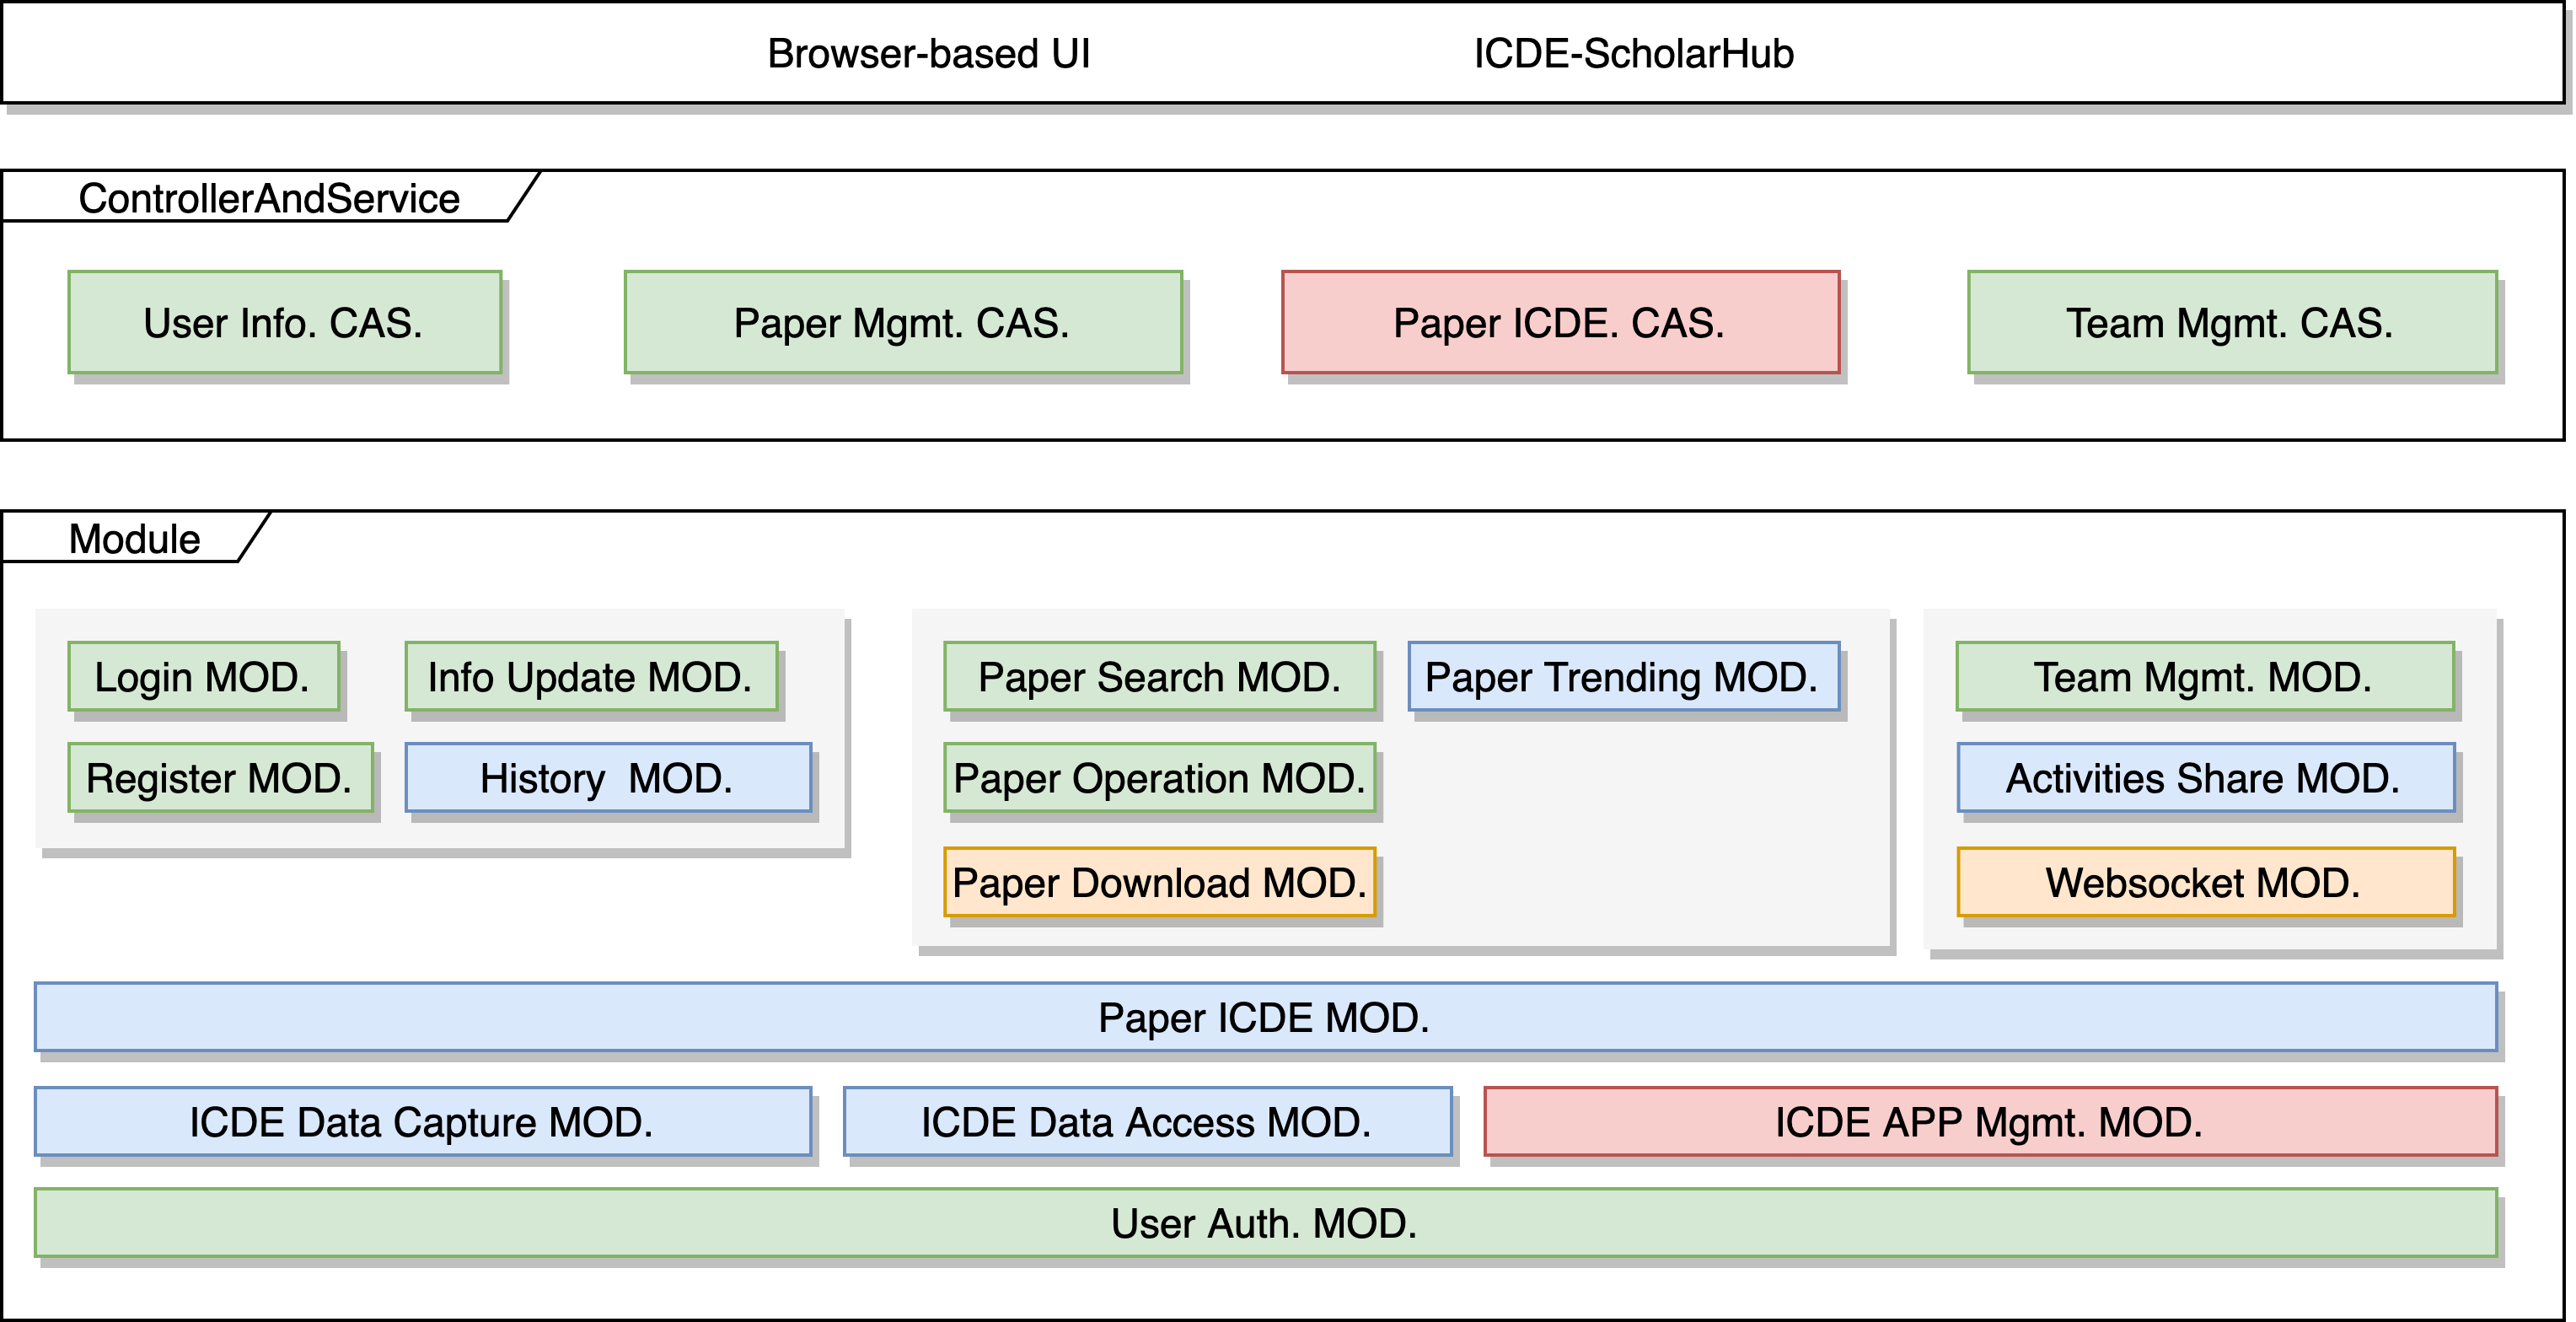 Browser-based UI
ICDE-ScholarHub
ControllerAndService
User Info. CAS.
Paper Mgmt. CAS.
Paper ICDE. CAS.
Team Mgmt. CAS.
Module
Login MOD.
Info Update MOD.
Register MOD.
History  MOD.
Paper Search MOD.
Paper Trending MOD.
Paper Operation MOD.
Paper Download MOD.
Team Mgmt. MOD.
Activities Share MOD.
Websocket MOD.
Paper ICDE MOD.
ICDE Data Capture MOD.
ICDE Data Access MOD.
ICDE APP Mgmt. MOD.
User Auth. MOD.